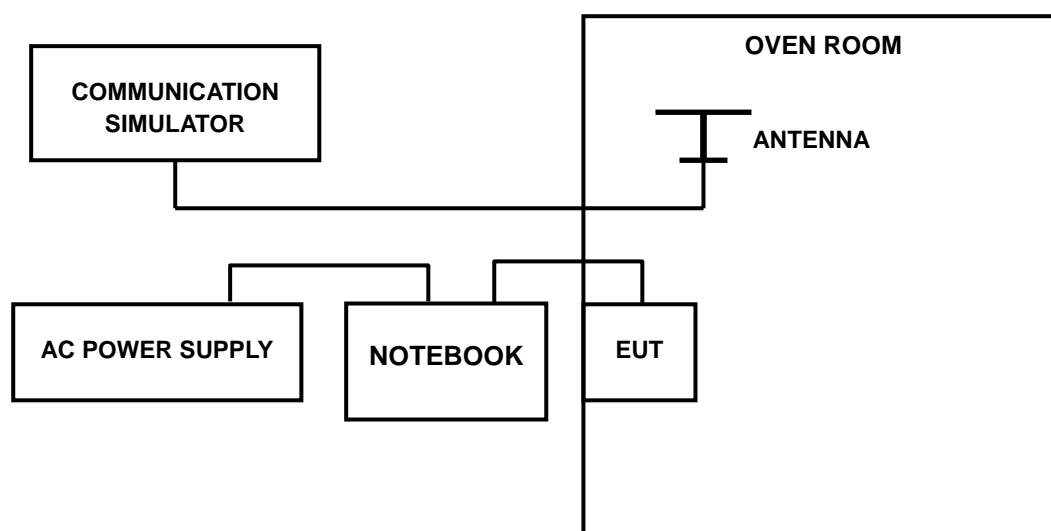 OVEN ROOM
COMMUNICATION
SIMULATOR
ANTENNA
AC POWER SUPPLY
NOTEBOOK
EUT